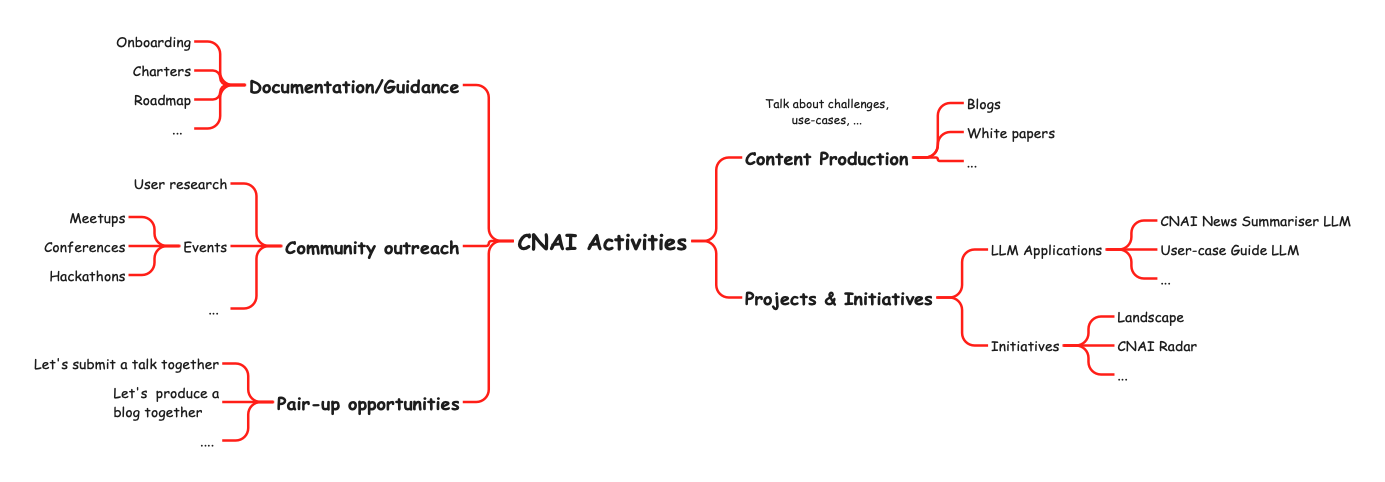 Onboarding
Charters
Roadmap
...
Documentation/Guidance
User research
Meetups
Conferences
Hackathons
Events
...
Community outreach
Let's submit a talk together
Let's  produce a
blog together
....
Pair-up opportunities
CNAI Activities
Talk about challenges,
use-cases, ...
Content Production
Blogs
White papers
...
Projects & Initiatives
LLM Applications
CNAI News Summariser LLM
User-case Guide LLM
...
Initiatives
Landscape
CNAI Radar
...